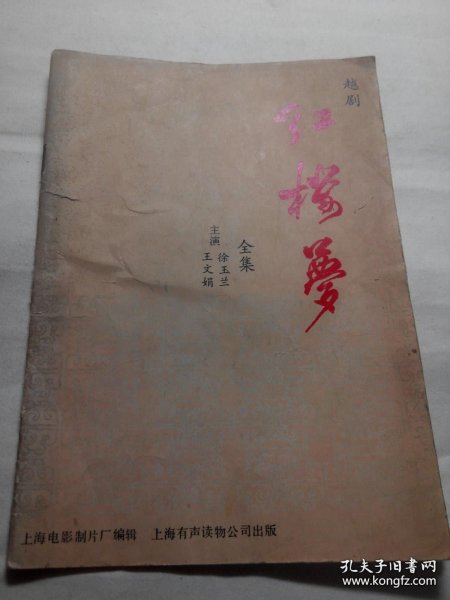 越剧
红楼梦
全集
主演 徐玉兰
王文娟
上海电影制片厂编辑 上海有声读物公司出版
孔夫子旧书网
www.kongfz.com